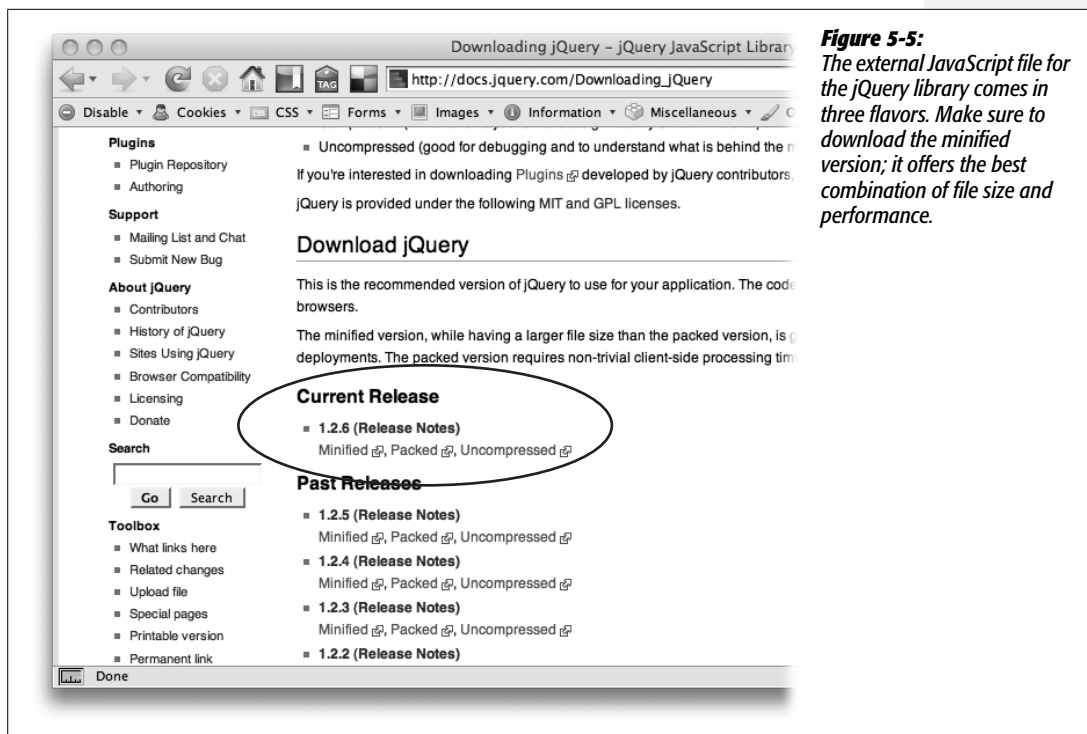 Downloading jQuery – jQuery JavaScript Library
TAG
http://docs.jquery.com/Downloading_jQuery
Disable Cookies CSS Forms Images Information Miscellaneous
Plugins
Plugin Repository
Authoring
Support
Mailing List and Chat
Submit New Bug
About jQuery
Contributors
History of jQuery
Sites Using jQuery
Browser Compatibility
Licensing
Donate
Search
Go Search
Toolbox
What links here
Related changes
Upload file
Special pages
Printable version
Permanent link
Uncompressed (good for debugging and to understand what is behind the
If you're interested in downloading Plugins developed by jQuery contributors,
jQuery is provided under the following MIT and GPL licenses.
Download jQuery
This is the recommended version of jQuery to use for your application. The code
browsers.
The minified version, while having a larger file size than the packed version, is
deployments. The packed version requires non-trivial client-side processing
Current Release
1.2.6 (Release Notes)
Minified, Packed, Uncompressed
Past Releases
1.2.5 (Release Notes)
Minified, Packed, Uncompressed
1.2.4 (Release Notes)
Minified, Packed, Uncompressed
1.2.3 (Release Notes)
Minified, Packed, Uncompressed
1.2.2 (Release Notes)
Done
Figure 5-5:
The external JavaScript file for
the jQuery library comes in
three flavors. Make sure to
download the minified
version; it offers the best
combination of file size and
performance.